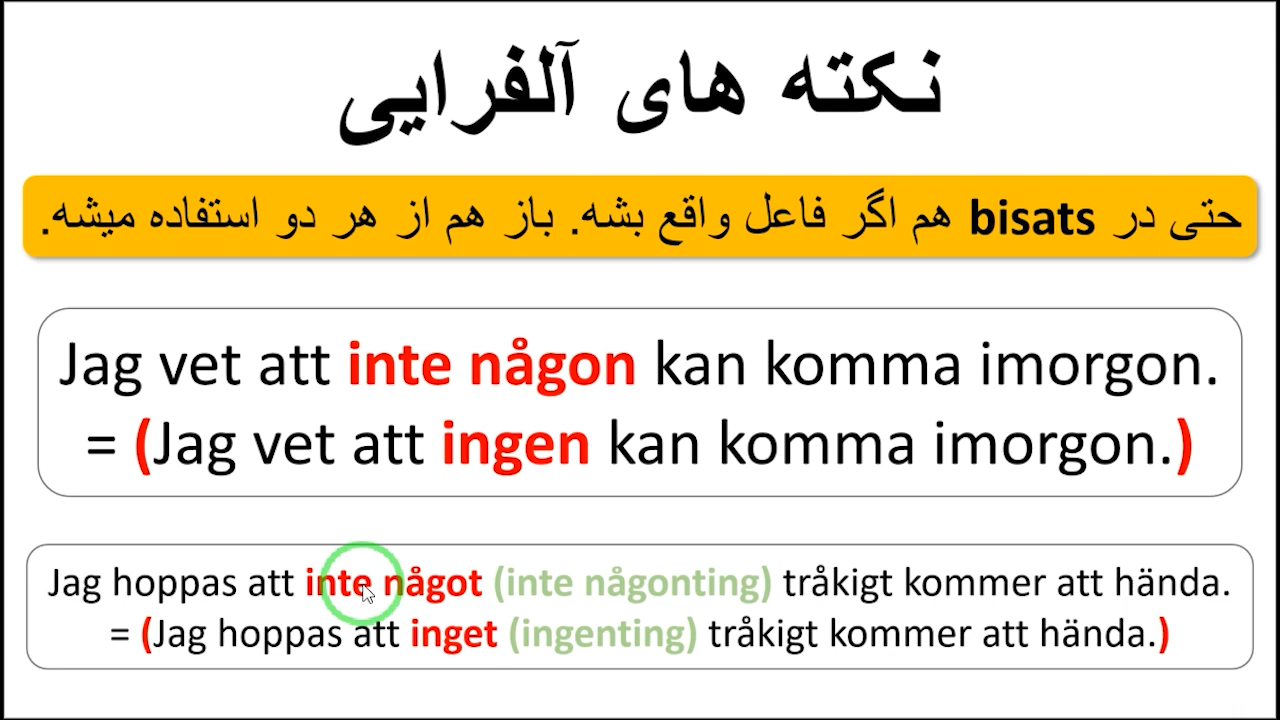 نکته های آلفرایی
حتی در bisats هم اگر فاعل واقع بشه. باز هم از هر دو استفاده میشه.
Jag vet att inte någon kan komma imorgon.
= (Jag vet att ingen kan komma imorgon.)
Jag hoppas att inte något (inte någonting) tråkigt kommer att hända.
= (Jag hoppas att inget (ingenting) tråkigt kommer att hända.)